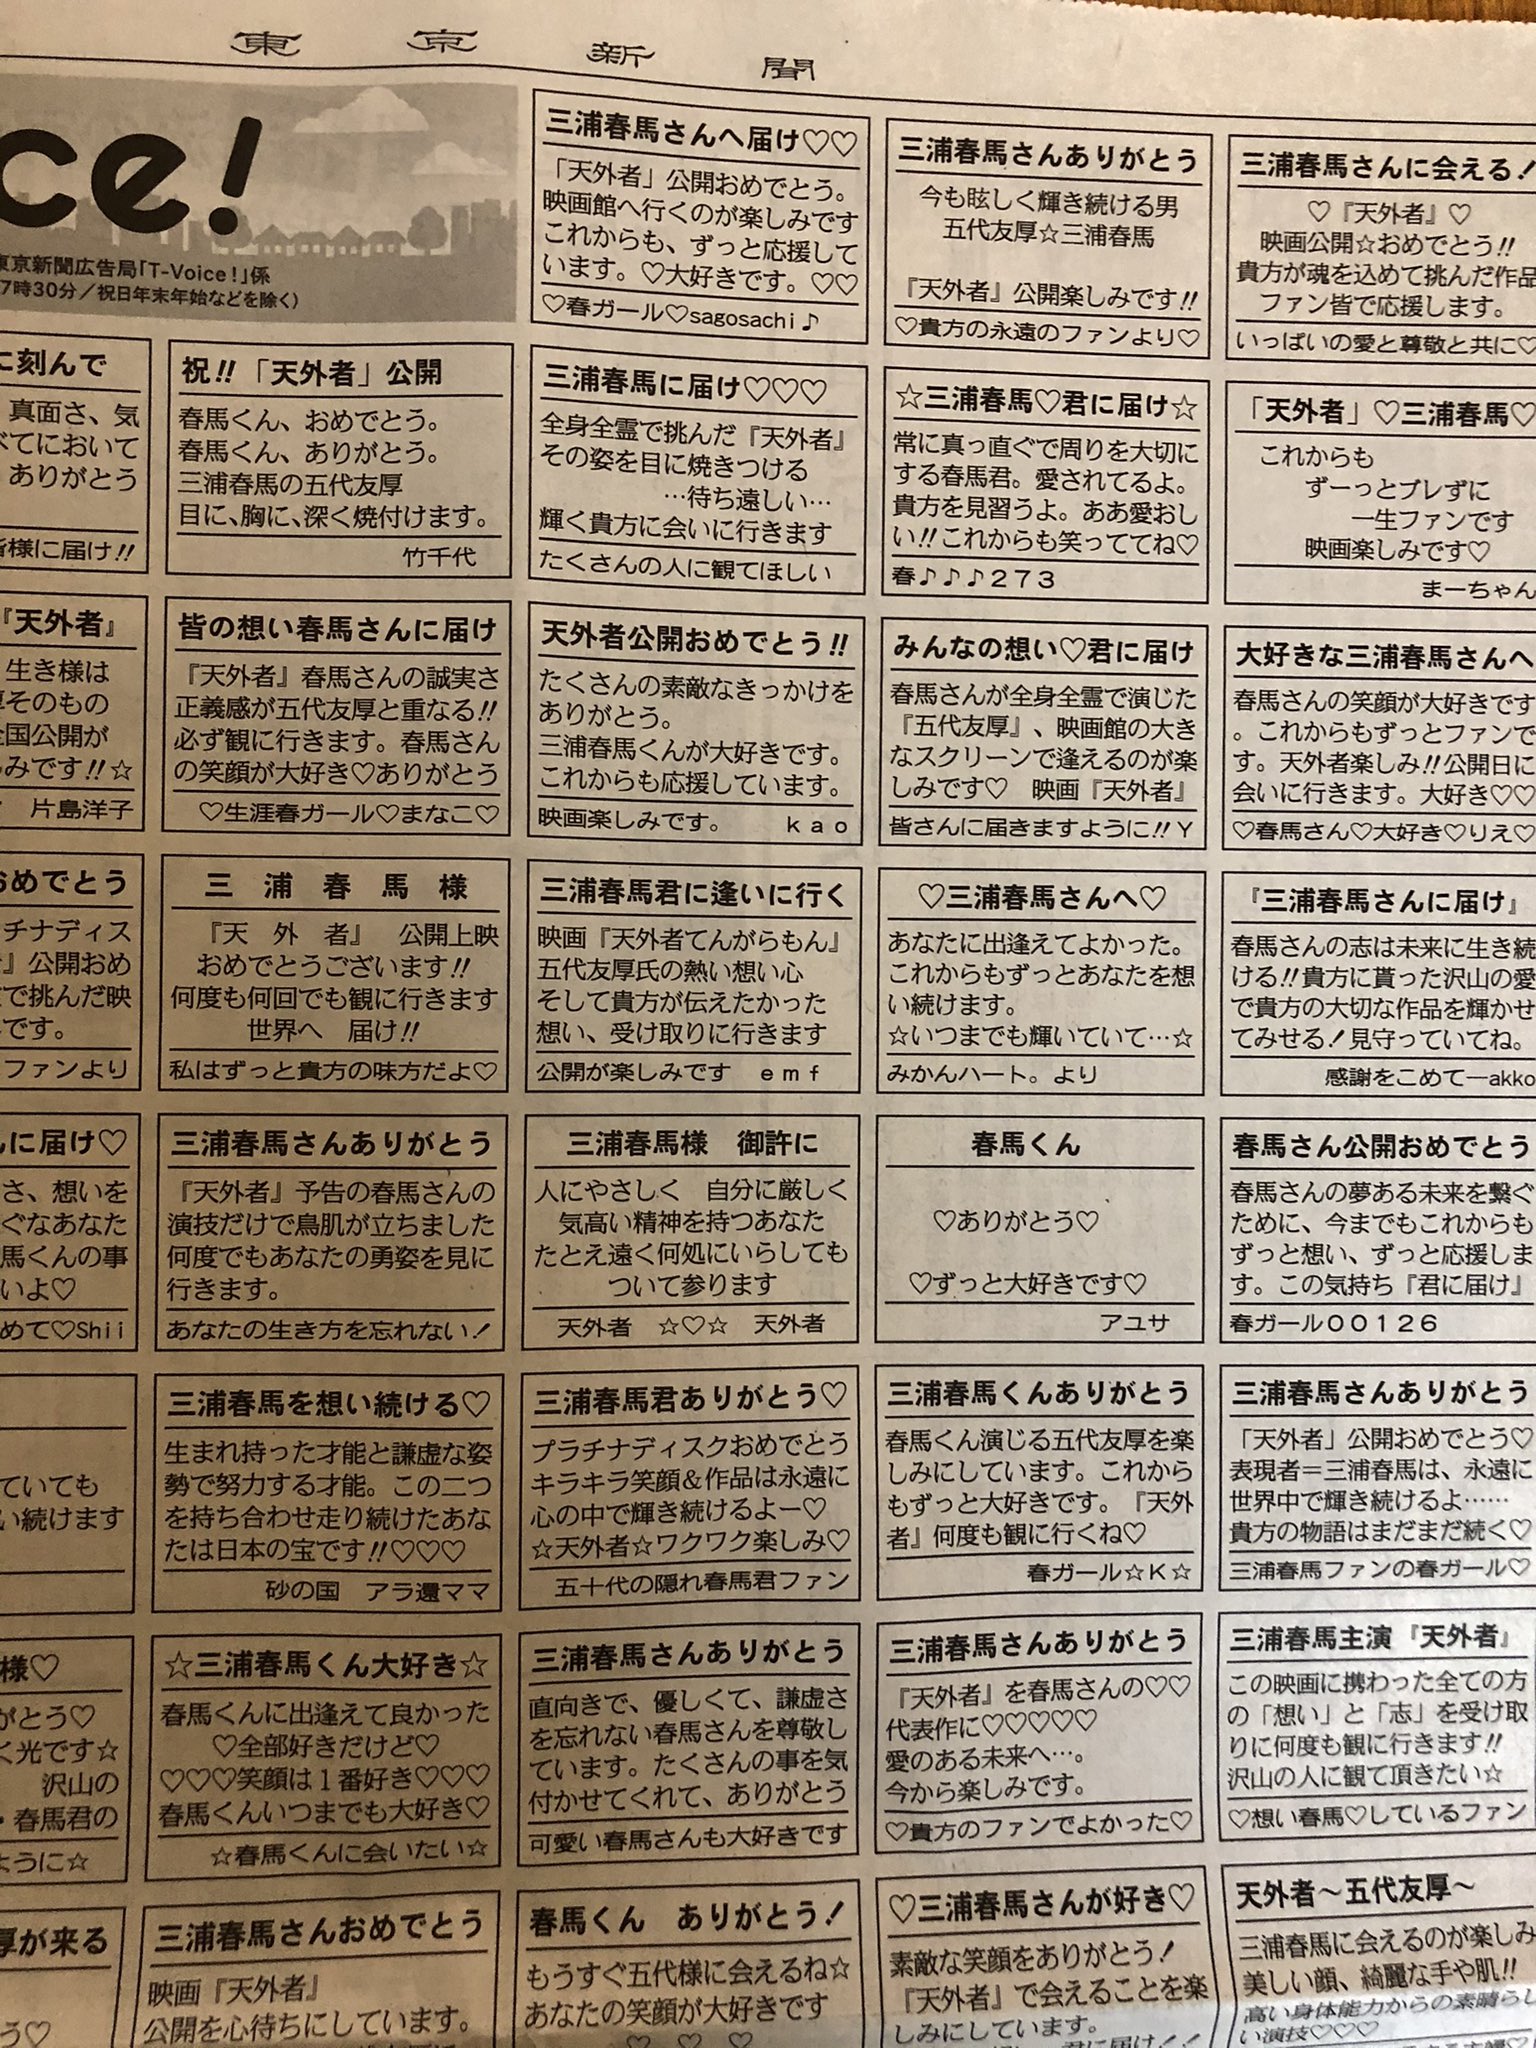 東京新聞
ce!
東京新聞広告局「T-Voice!」係
7時30分／祝日年末年始などを除く）
三浦春馬さんへ届け♡♡
「天外者」公開おめでとう。
映画館へ行くのが楽しみです
これからも、ずっと応援して
います。♡大好きです。♡♡
♡春ガール♡sagosachi♪
三浦春馬さんありがとう
今も眩しく輝き続ける男
五代友厚☆三浦春馬
『天外者』公開楽しみです!!
♡貴方の永遠のファンより♡
三浦春馬さんに会える!
♡『天外者』♡
映画公開☆おめでとう!!
貴方が魂を込めて挑んだ作品
ファン皆で応援します。
いっぱいの愛と尊敬と共に♡
に刻んで
真面さ、気
べてにおいて
ありがとう
皆様に届け!!
祝!!「天外者」公開
春馬くん、おめでとう。
春馬くん、ありがとう。
三浦春馬の五代友厚
目に、胸に、深く焼付けます。
竹千代
三浦春馬に届け♡♡♡
全身全霊で挑んだ『天外者』
その姿を目に焼きつける
…待ち遠しい…
輝く貴方に会いに行きます
たくさんの人に観てほしい
☆三浦春馬♡君に届け☆
常に真っ直ぐで周りを大切に
する春馬君。愛されてるよ。
貴方を見習うよ。ああ愛おし
い!!これからも笑っててね♡
春♪♪♪２７３
「天外者」♡三浦春馬♡
これからも
ずーっとブレずに
一生ファンです
映画楽しみです♡
まーちゃん
『天外者』
生き様は
厚そのもの
全国公開が
みです!!☆
片島洋子
皆の想い春馬さんに届け
『天外者』春馬さんの誠実さ
正義感が五代友厚と重なる!!
必ず観に行きます。春馬さん
の笑顔が大好き♡ありがとう
♡生涯春ガール♡まなこ♡
天外者公開おめでとう!!
たくさんの素敵なきっかけを
ありがとう。
三浦春馬くんが大好きです。
これからも応援しています。
映画楽しみです。　ｋａｏ
みんなの想い♡君に届け
春馬さんが全身全霊で演じた
『五代友厚』、映画館の大き
なスクリーンで逢えるのが楽
しみです♡　映画『天外者』
皆さんに届きますように!!Ｙ
大好きな三浦春馬さんへ
春馬さんの笑顔が大好きです
。これからもずっとファンで
す。天外者楽しみ!!公開日に
会いに行きます。大好き♡♡
♡春馬さん♡大好き♡りえ♡
おめでとう
チナディス
』公開おめ
で挑んだ映
です。
ファンより
三　浦　春　馬　様
『天　外　者』　公開上映
おめでとうございます!!
何度も何回でも観に行きます
世界へ　届け!!
私はずっと貴方の味方だよ♡
三浦春馬君に逢いに行く
映画『天外者てんがらもん』
五代友厚氏の熱い想い心
そして貴方が伝えたかった
想い、受け取りに行きます
公開が楽しみです　ｅｍｆ
♡三浦春馬さんへ♡
あなたに出逢えてよかった。
これからもずっとあなたを想
い続けます。
☆いつまでも輝いていて…☆
みかんハート。より
『三浦春馬さんに届け』
春馬さんの志は未来に生き続
ける!!貴方に貰った沢山の愛
で貴方の大切な作品を輝かせ
てみせる!見守っていてね。
感謝をこめてーakko
んに届け♡
さ、想いを
ぐなあなた
馬くんの事
いよ♡
めて♡Shii
三浦春馬さんありがとう
『天外者』予告の春馬さんの
演技だけで鳥肌が立ちました
何度でもあなたの勇姿を見に
行きます。
あなたの生き方を忘れない!
三浦春馬様　御許に
人にやさしく　自分に厳しく
気高い精神を持つあなた
たとえ遠く何処にいらしても
ついて参ります
天外者　☆♡☆　天外者
春馬くん
♡ありがとう♡
♡ずっと大好きです♡
アユサ
春馬さん公開おめでとう
春馬さんの夢ある未来を繋ぐ
ために、今までもこれからも
ずっと想い、ずっと応援しま
す。この気持ち『君に届け』
春ガール００１２６
ていても
い続けます
三浦春馬を想い続ける♡
生まれ持った才能と謙虚な姿
勢で努力する才能。この二つ
を持ち合わせ走り続けたあな
たは日本の宝です!!♡♡♡
砂の国　アラ還ママ
三浦春馬君ありがとう♡
プラチナディスクおめでとう
キラキラ笑顔＆作品は永遠に
心の中で輝き続けるよー♡
☆天外者☆ワクワク楽しみ♡
五十代の隠れ春馬君ファン
三浦春馬くんありがとう
春馬くん演じる五代友厚を楽
しみにしています。これから
もずっと大好きです。『天外
者』何度も観に行くね♡
春ガール☆Ｋ☆
三浦春馬さんありがとう
「天外者」公開おめでとう♡
表現者＝三浦春馬は、永遠に
世界中で輝き続けるよ……
貴方の物語はまだまだ続く♡
三浦春馬ファンの春ガール♡
様♡
がとう♡
く光です☆
沢山の
・春馬君の
ように☆
☆三浦春馬くん大好き☆
春馬くんに出逢えて良かった
♡全部好きだけど♡
♡♡♡笑顔は１番好き♡♡♡
春馬くんいつまでも大好き♡
☆春馬くんに会いたい☆
三浦春馬さんありがとう
直向きで、優しくて、謙虚さ
を忘れない春馬さんを尊敬し
ています。たくさんの事を気
付かせてくれて、ありがとう
可愛い春馬さんも大好きです
三浦春馬さんありがとう
『天外者』を春馬さんの♡♡
代表作に♡♡♡♡♡
愛のある未来へ…。
今から楽しみです。
♡貴方のファンでよかった♡
三浦春馬主演『天外者』
この映画に携わった全ての方
の「想い」と「志」を受け取
りに何度も観に行きます!!
沢山の人に観て頂きたい☆
♡想い春馬♡しているファン
厚が来る
う♡
三浦春馬さんおめでとう
映画『天外者』
公開を心待ちにしています。
春馬くん　ありがとう!
もうすぐ五代様に会えるね☆
あなたの笑顔が大好きです
♡　♡　♡
♡三浦春馬さんが好き♡
素敵な笑顔をありがとう!
『天外者』で会えることを楽
しみにしています。
天外者～五代友厚～
三浦春馬に会えるのが楽しみ
美しい顔、綺麗な手や肌!!
高い身体能力からの素晴らし
い演技♡♡♡